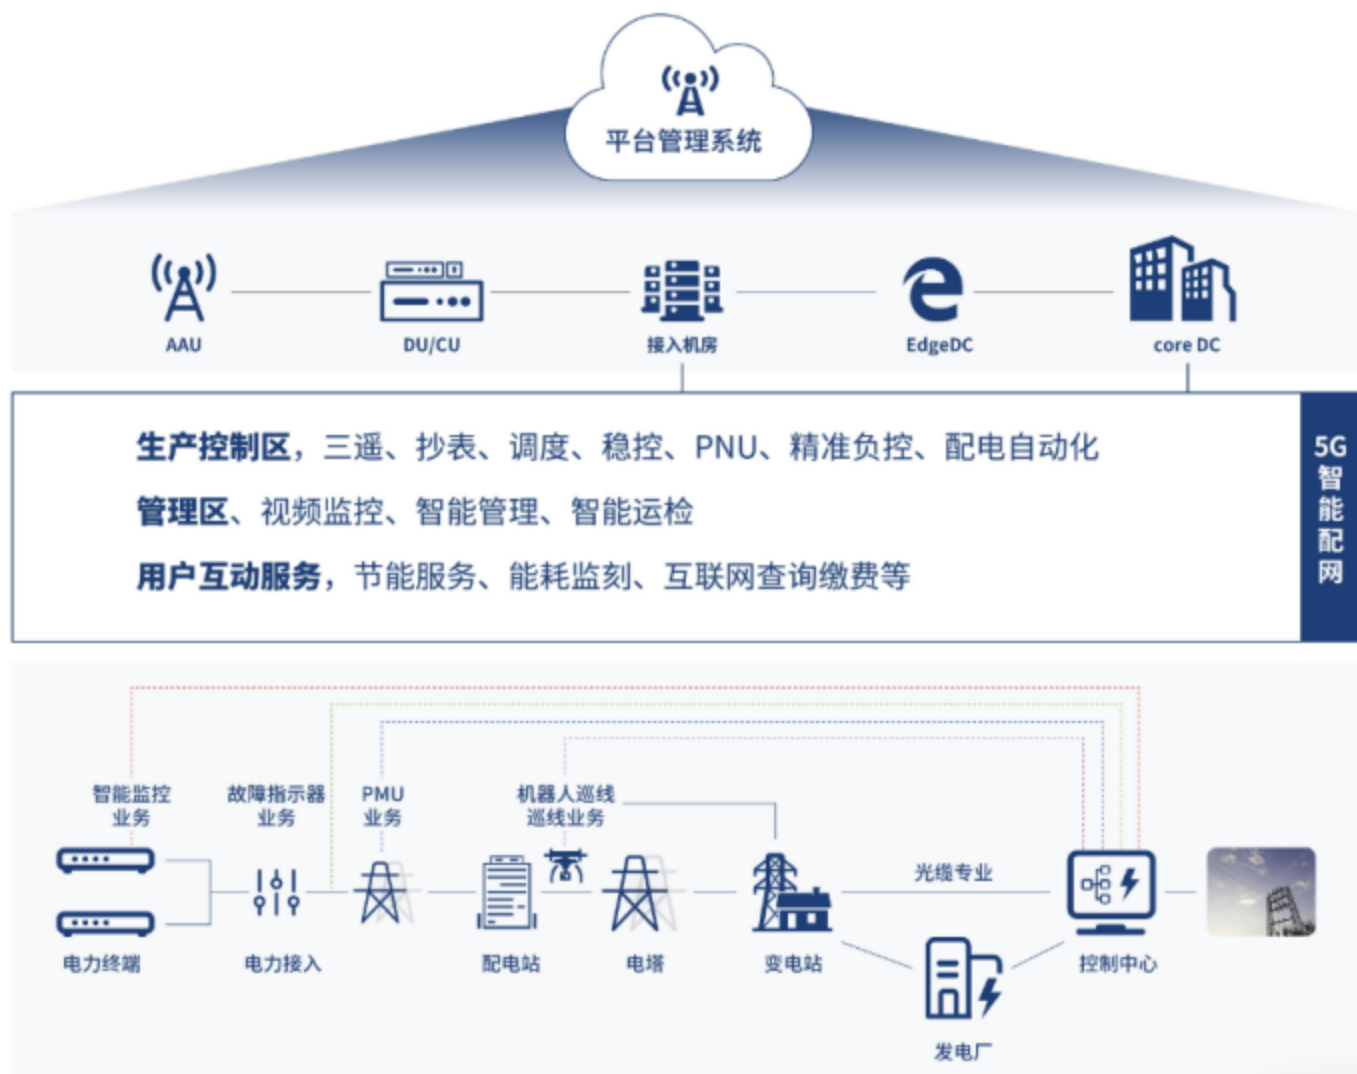 平台管理系统
AAU
DU/CU
接入机房
EdgeDC
core DC
生产控制区，三遥、抄表、调度、稳控、PNU、精准负控、配电自动化
管理区、视频监控、智能管理、智能运检
用户互动服务，节能服务、能耗监刻、互联网查询缴费等
5G
智
能
配
网
智能监控
业务
故障指示器
业务
PMU
业务
机器人巡线
巡线业务
光缆专业
电力终端
电力接入
配电站
电塔
变电站
控制中心
发电厂